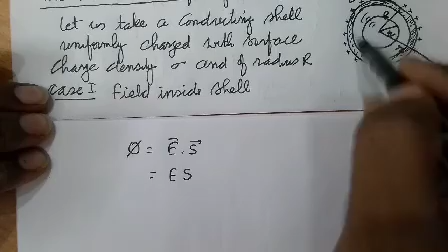 Let us take a conducting shell
uniformly charged with surface
charge density σ and of radius R
Case I Field inside shell
φ = E⃗ . S⃗
= E S